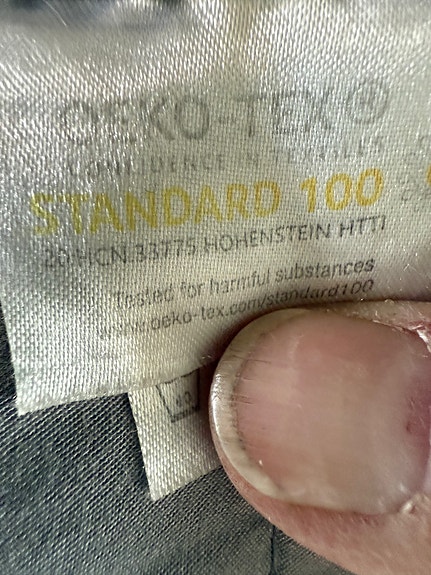 OEKO-TEX®
CONFIDENCE IN TEXTILES
STANDARD 100
20.HCN.33775 HOHENSTEIN HTTI
Tested for harmful substances
www.oeko-tex.com/standard100
40